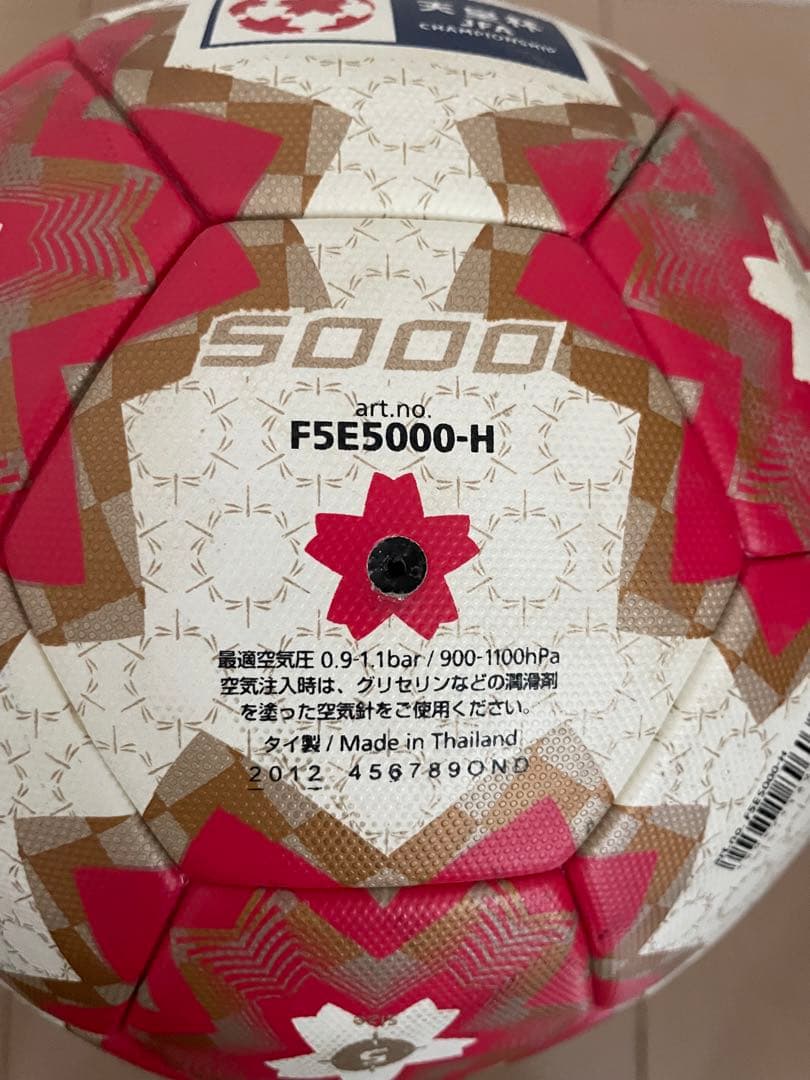 天皇杯
JFA
CHAMPIONSHIP
5000
art.no.
F5E5000-H
最適空気圧 0.9-1.1bar / 900-1100hPa
空気注入時は、グリセリンなどの潤滑剤
を塗った空気針をご使用ください。
タイ製 / Made in Thailand
2012 456789OND
F5E5000-H
5